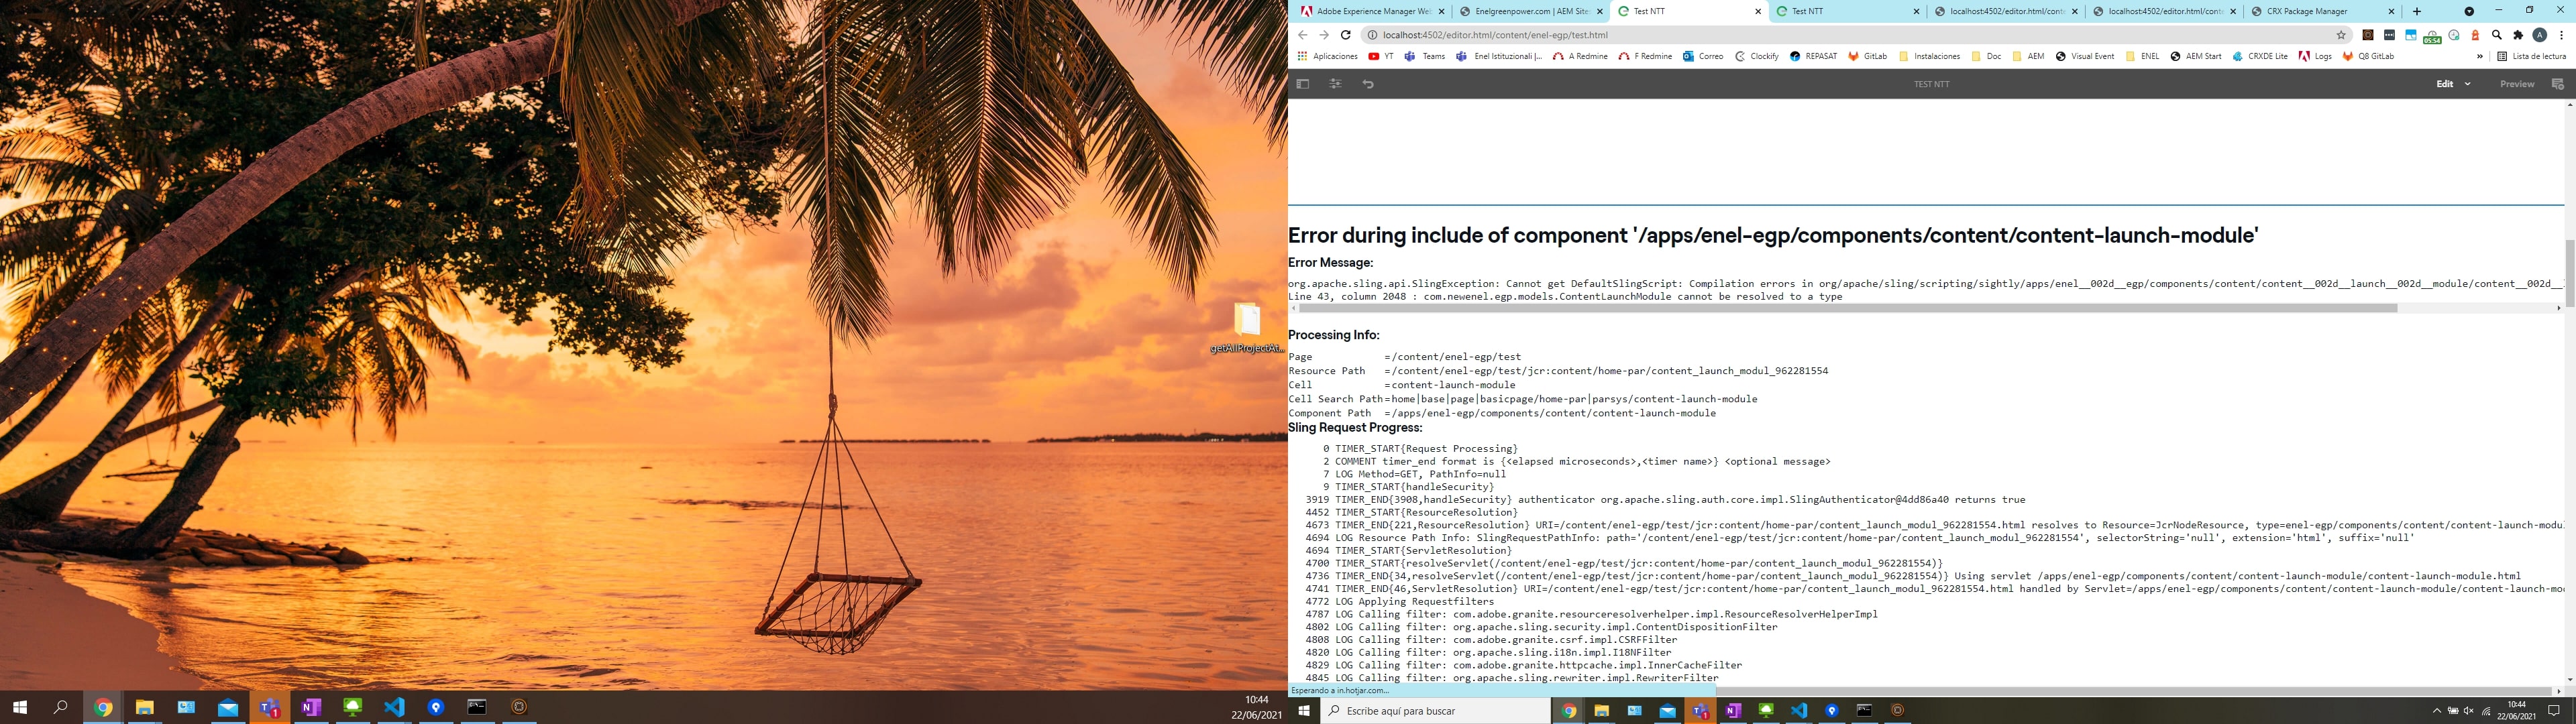 getAllProjectAt...
10:44
22/06/2021
Adobe Experience Manager Web
Enelgreenpower.com | AEM Sites
Test NTT
Test NTT
localhost:4502/editor.html/conte
localhost:4502/editor.html/conte
CRX Package Manager
localhost:4502/editor.html/content/enel-egp/test.html
05:54
A
Aplicaciones YT Teams Enel Istituzionali |... A Redmine F Redmine Correo Clockify REPASAT GitLab Instalaciones Doc AEM Visual Event ENEL AEM Start CRXDE Lite Logs Q8 GitLab » Lista de lectura
TEST NTT
Edit
Preview
Error during include of component '/apps/enel-egp/components/content/content-launch-module'
Error Message:
org.apache.sling.api.SlingException: Cannot get DefaultSlingScript: Compilation errors in org/apache/sling/scripting/sightly/apps/enel__002d__egp/components/content/content__002d__launch__002d__module/content__002d__
Line 43, column 2048 : com.newenel.egp.models.ContentLaunchModule cannot be resolved to a type
Processing Info:
Page =/content/enel-egp/test
Resource Path =/content/enel-egp/test/jcr:content/home-par/content_launch_modul_962281554
Cell =content-launch-module
Cell Search Path=home|base|page|basicpage/home-par|parsys/content-launch-module
Component Path =/apps/enel-egp/components/content/content-launch-module
Sling Request Progress:
0 TIMER_START{Request Processing}
2 COMMENT timer_end format is {<elapsed microseconds>,<timer name>} <optional message>
7 LOG Method=GET, PathInfo=null
9 TIMER_START{handleSecurity}
3919 TIMER_END{3908,handleSecurity} authenticator org.apache.sling.auth.core.impl.SlingAuthenticator@4dd86a40 returns true
4452 TIMER_START{ResourceResolution}
4673 TIMER_END{221,ResourceResolution} URI=/content/enel-egp/test/jcr:content/home-par/content_launch_modul_962281554.html resolves to Resource=JcrNodeResource, type=enel-egp/components/content/content-launch-modu
4694 LOG Resource Path Info: SlingRequestPathInfo: path='/content/enel-egp/test/jcr:content/home-par/content_launch_modul_962281554', selectorString='null', extension='html', suffix='null'
4694 TIMER_START{ServletResolution}
4700 TIMER_START{resolveServlet(/content/enel-egp/test/jcr:content/home-par/content_launch_modul_962281554)}
4736 TIMER_END{34,resolveServlet(/content/enel-egp/test/jcr:content/home-par/content_launch_modul_962281554)} Using servlet /apps/enel-egp/components/content/content-launch-module/content-launch-module.html
4741 TIMER_END{46,ServletResolution} URI=/content/enel-egp/test/jcr:content/home-par/content_launch_modul_962281554.html handled by Servlet=/apps/enel-egp/components/content/content-launch-module/content-launch-mo
4772 LOG Applying Requestfilters
4787 LOG Calling filter: com.adobe.granite.resourceresolverhelper.impl.ResourceResolverHelperImpl
4802 LOG Calling filter: org.apache.sling.security.impl.ContentDispositionFilter
4808 LOG Calling filter: com.adobe.granite.csrf.impl.CSRFFilter
4820 LOG Calling filter: org.apache.sling.i18n.impl.I18NFilter
4829 LOG Calling filter: com.adobe.granite.httpcache.impl.InnerCacheFilter
4845 LOG Calling filter: org.apache.sling.rewriter.impl.RewriterFilter
Esperando a in.hotjar.com...
Escribe aquí para buscar
10:44
22/06/2021